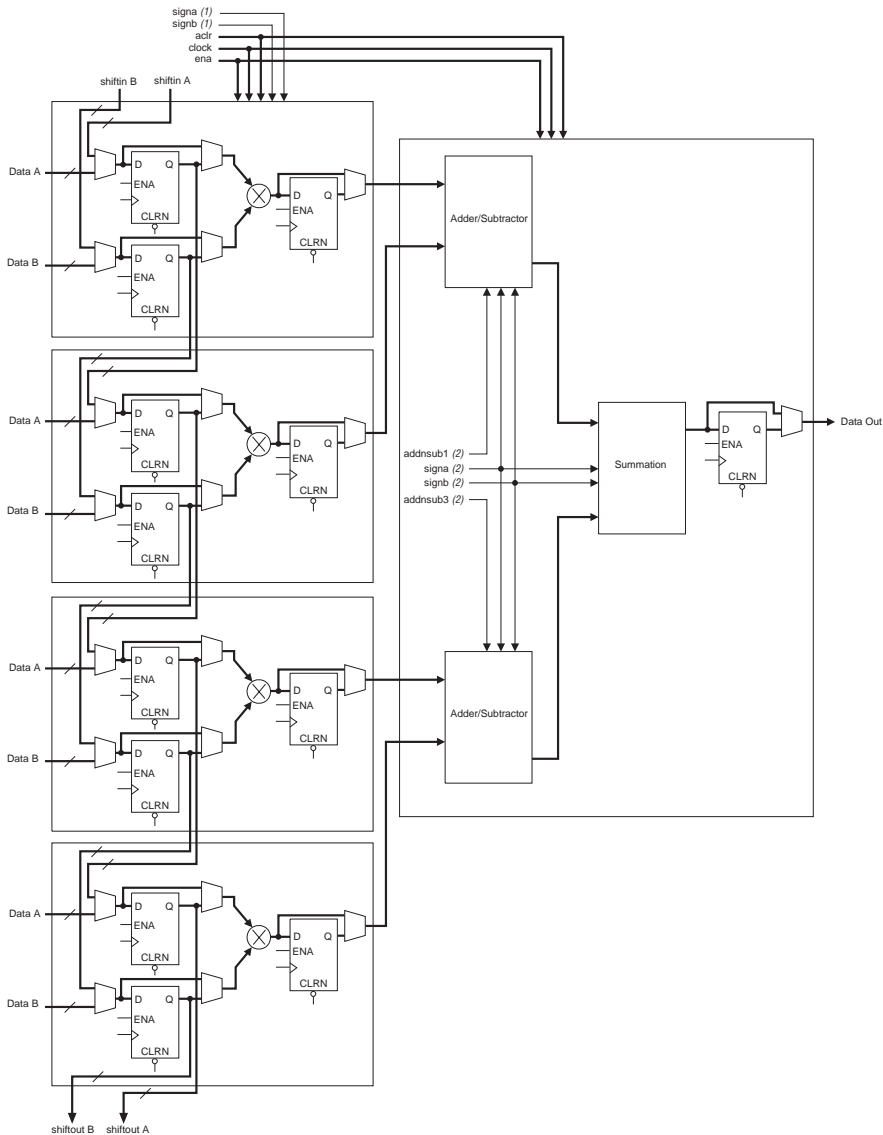 signa (1)
signb (1)
aclr
clock
ena
shiftin B shiftin A
Data A
D Q
ENA
CLRN
D Q
ENA
CLRN
Data B
D Q
ENA
CLRN
Adder/Subtractor
Data A
D Q
ENA
CLRN
D Q
ENA
CLRN
Data B
D Q
ENA
CLRN
addnsub1 (2)
signa (2)
signb (2)
addnsub3 (2)
Summation
D Q
ENA
CLRN
Data Out
Data A
D Q
ENA
CLRN
D Q
ENA
CLRN
Data B
D Q
ENA
CLRN
Adder/Subtractor
Data A
D Q
ENA
CLRN
D Q
ENA
CLRN
Data B
D Q
ENA
CLRN
shiftout B shiftout A